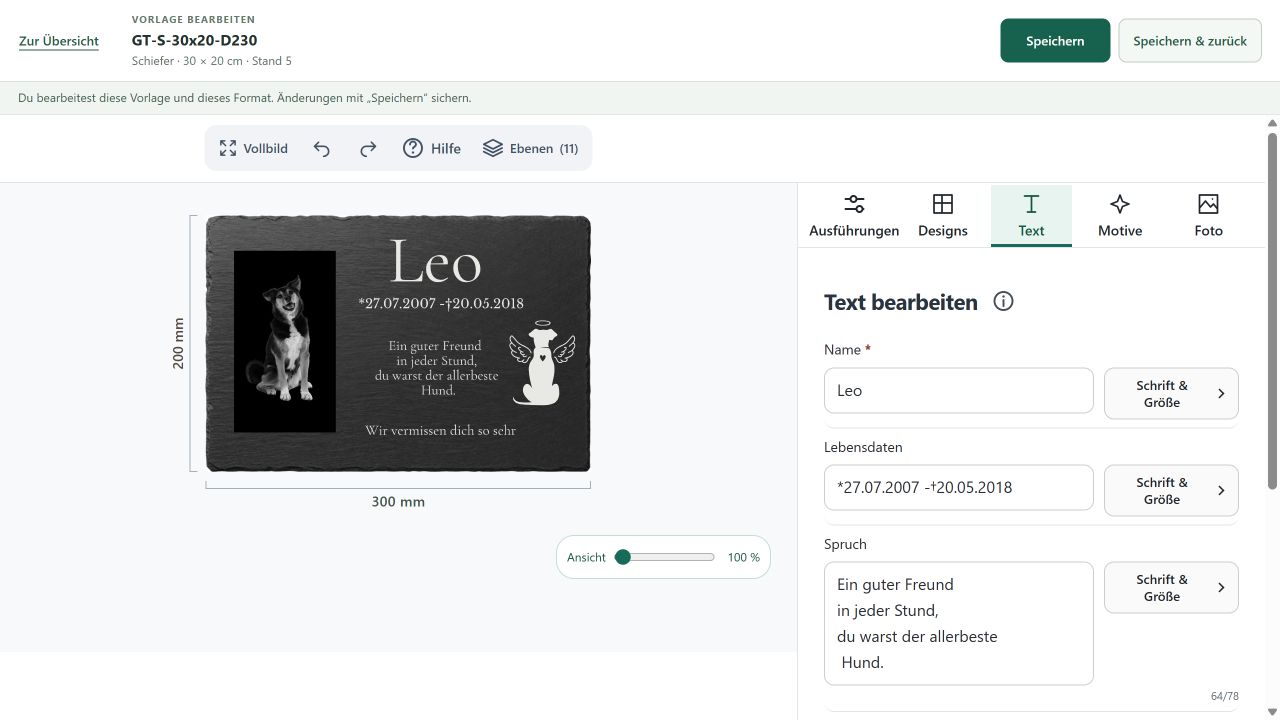 Zur Übersicht
VORLAGE BEARBEITEN
GT-S-30x20-D230
Schiefer · 30 × 20 cm · Stand 5
Speichern
Speichern & zurück
Du bearbeitest diese Vorlage und dieses Format. Änderungen mit „Speichern“ sichern.
Vollbild
Hilfe
Ebenen (11)
200 mm
Leo
*27.07.2007 -†20.05.2018
Ein guter Freund
in jeder Stund,
du warst der allerbeste
Hund.
Wir vermissen dich so sehr
300 mm
Ansicht
100 %
Ausführungen
Designs
Text
Motive
Foto
Text bearbeiten
Name *
Leo
Schrift &
Größe
Lebensdaten
*27.07.2007 -†20.05.2018
Schrift &
Größe
Spruch
Ein guter Freund
in jeder Stund,
du warst der allerbeste
Hund.
Schrift &
Größe
64/78